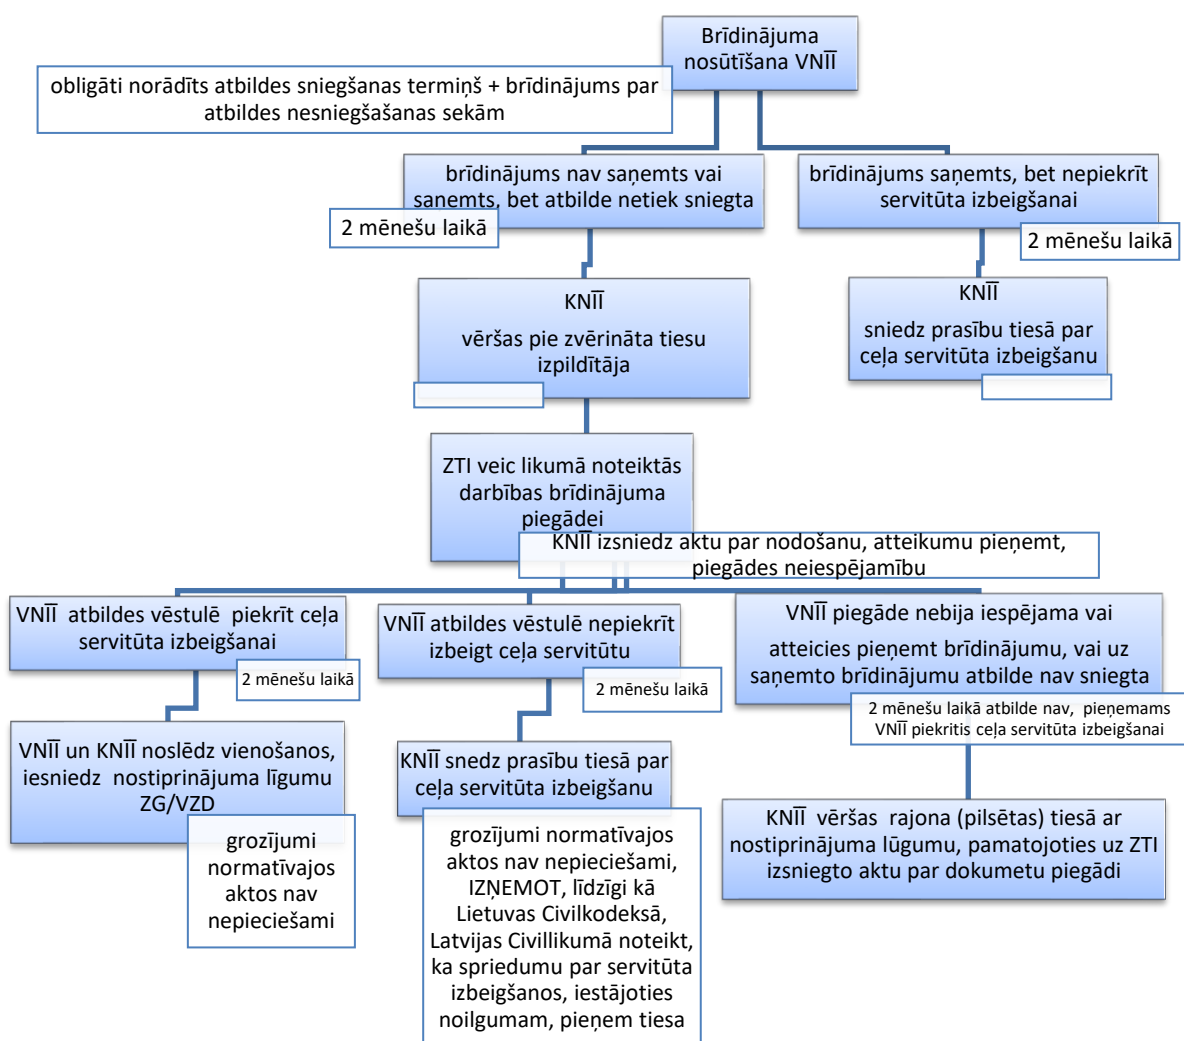 Brīdinājuma
nosūtīšana VNĪĪ
obligāti norādīts atbildes sniegšanas termiņš + brīdinājums par
atbildes nesniegšašanas sekām
brīdinājums nav saņemts vai
saņemts, bet atbilde netiek sniegta
2 mēnešu laikā
brīdinājums saņemts, bet nepiekrīt
servitūta izbeigšanai
2 mēnešu laikā
KNĪĪ
vēršas pie zvērināta tiesu
izpildītāja
KNĪĪ
sniedz prasību tiesā par
ceļa servitūta izbeigšanu
ZTI veic likumā noteiktās
darbības brīdinājuma
piegādei
KNĪĪ izsniedz aktu par nodošanu, atteikumu pieņemt,
piegādes neiespējamību
VNĪĪ atbildes vēstulē piekrīt ceļa
servitūta izbeigšanai
2 mēnešu laikā
VNĪĪ atbildes vēstulē nepiekrīt
izbeigt ceļa servitūtu
2 mēnešu laikā
VNĪĪ piegāde nebija iespējama vai
atteicies pieņemt brīdinājumu, vai uz
saņemto brīdinājumu atbilde nav sniegta
2 mēnešu laikā atbilde nav, pieņemams
VNĪĪ piekritis ceļa servitūta izbeigšanai
VNĪĪ un KNĪĪ noslēdz vienošanos,
iesniedz nostiprinājuma līgumu
ZG/VZD
grozījumi
normatīvajos
aktos nav
nepieciešami
KNĪĪ snedz prasību tiesā par
ceļa servitūta izbeigšanu
grozījumi normatīvajos
aktos nav nepieciešami,
IZŅEMOT, līdzīgi kā
Lietuvas Civilkodeksā,
Latvijas Civillikumā noteikt,
ka spriedumu par servitūta
izbeigšanos, iestājoties
noilgumam, pieņem tiesa
KNĪĪ vēršas rajona (pilsētas) tiesā ar
nostiprinājuma lūgumu, pamatojoties uz ZTI
izsniegto aktu par dokumetu piegādi